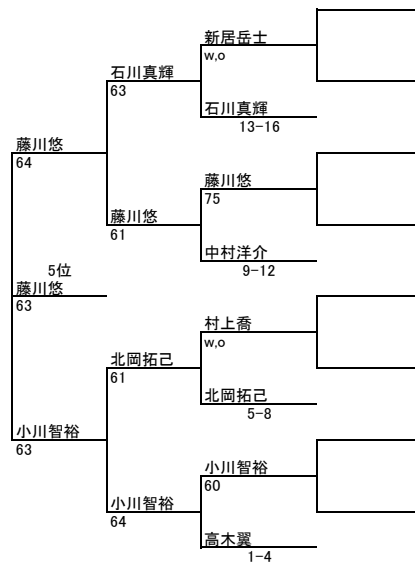 新居岳士
w,o
石川真輝
63
石川真輝
13-16
藤川悠
64
藤川悠
75
藤川悠
61
中村洋介
9-12
5位
藤川悠
63
村上喬
w,o
北岡拓己
61
北岡拓己
5-8
小川智裕
63
小川智裕
60
小川智裕
64
高木翼
1-4